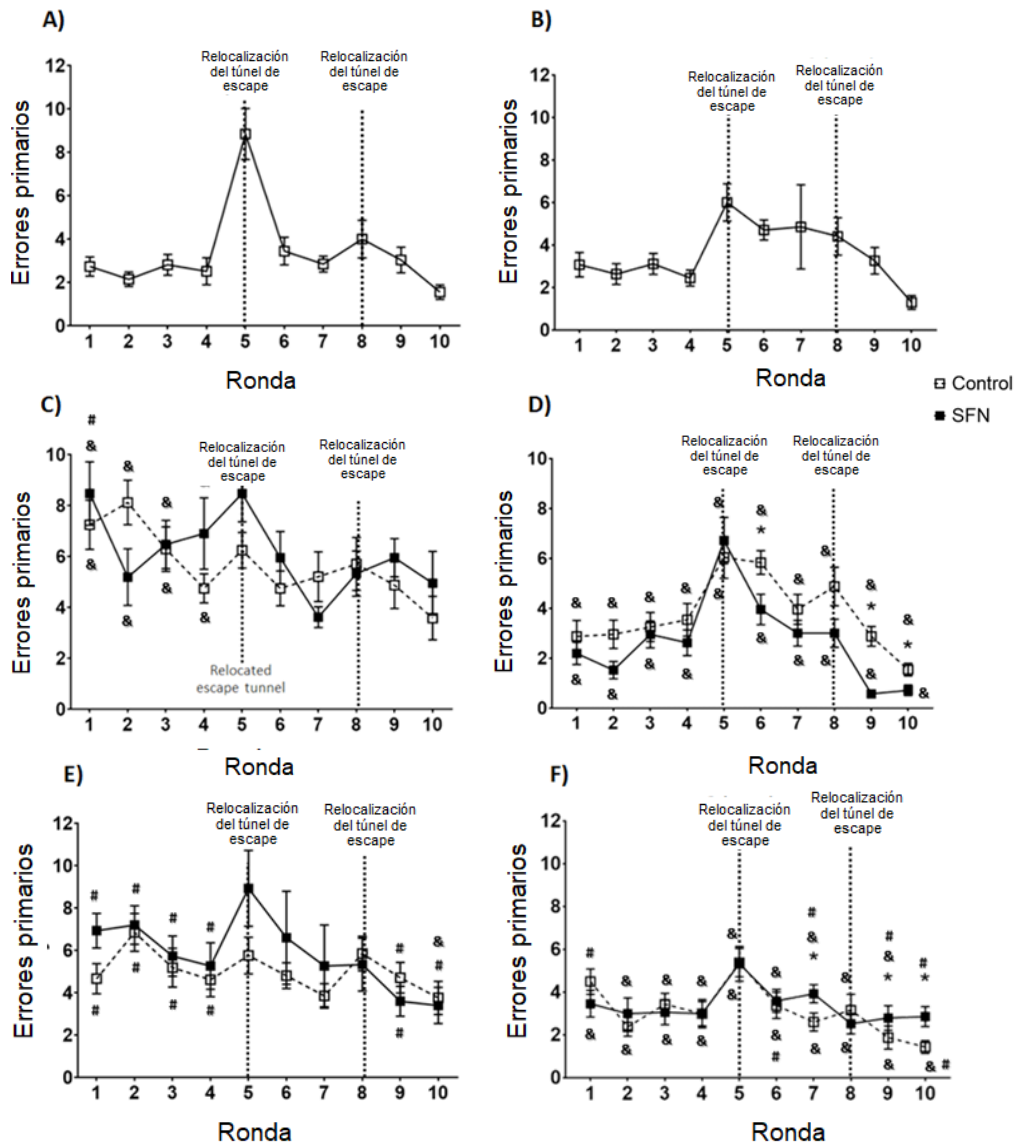 A)
Relocalización
del túnel de
escape
Relocalización
del túnel de
escape
Errores primarios
12
10
8
6
4
2
0
1 2 3 4 5 6 7 8 9 10
Ronda
B)
Relocalización
del túnel de
escape
Relocalización
del túnel de
escape
Errores primarios
12
10
8
6
4
2
0
1 2 3 4 5 6 7 8 9 10
Ronda
Control
SFN
C)
#
&
&
&
&
&
&
&
Relocalización
del túnel de
escape
Relocalización
del túnel de
escape
Relocated
escape tunnel
Errores primarios
10
8
6
4
2
0
1 2 3 4 5 6 7 8 9 10
Ronda
D)
Relocalización
del túnel de
escape
Relocalización
del túnel de
escape
& & & & & & & & & &
* * *
& & & & & & & & & &
Errores primarios
10
8
6
4
2
0
1 2 3 4 5 6 7 8 9 10
Ronda
E)
Relocalización
del túnel de
escape
Relocalización
del túnel de
escape
# # # # # &
#
# # # # #
Errores primarios
12
10
8
6
4
2
0
1 2 3 4 5 6 7 8 9 10
Ronda
F)
Relocalización
del túnel de
escape
Relocalización
del túnel de
escape
# & & & & & # & * & # & * # *
& & & & & & # & & & & #
Errores primarios
12
10
8
6
4
2
0
1 2 3 4 5 6 7 8 9 10
Ronda